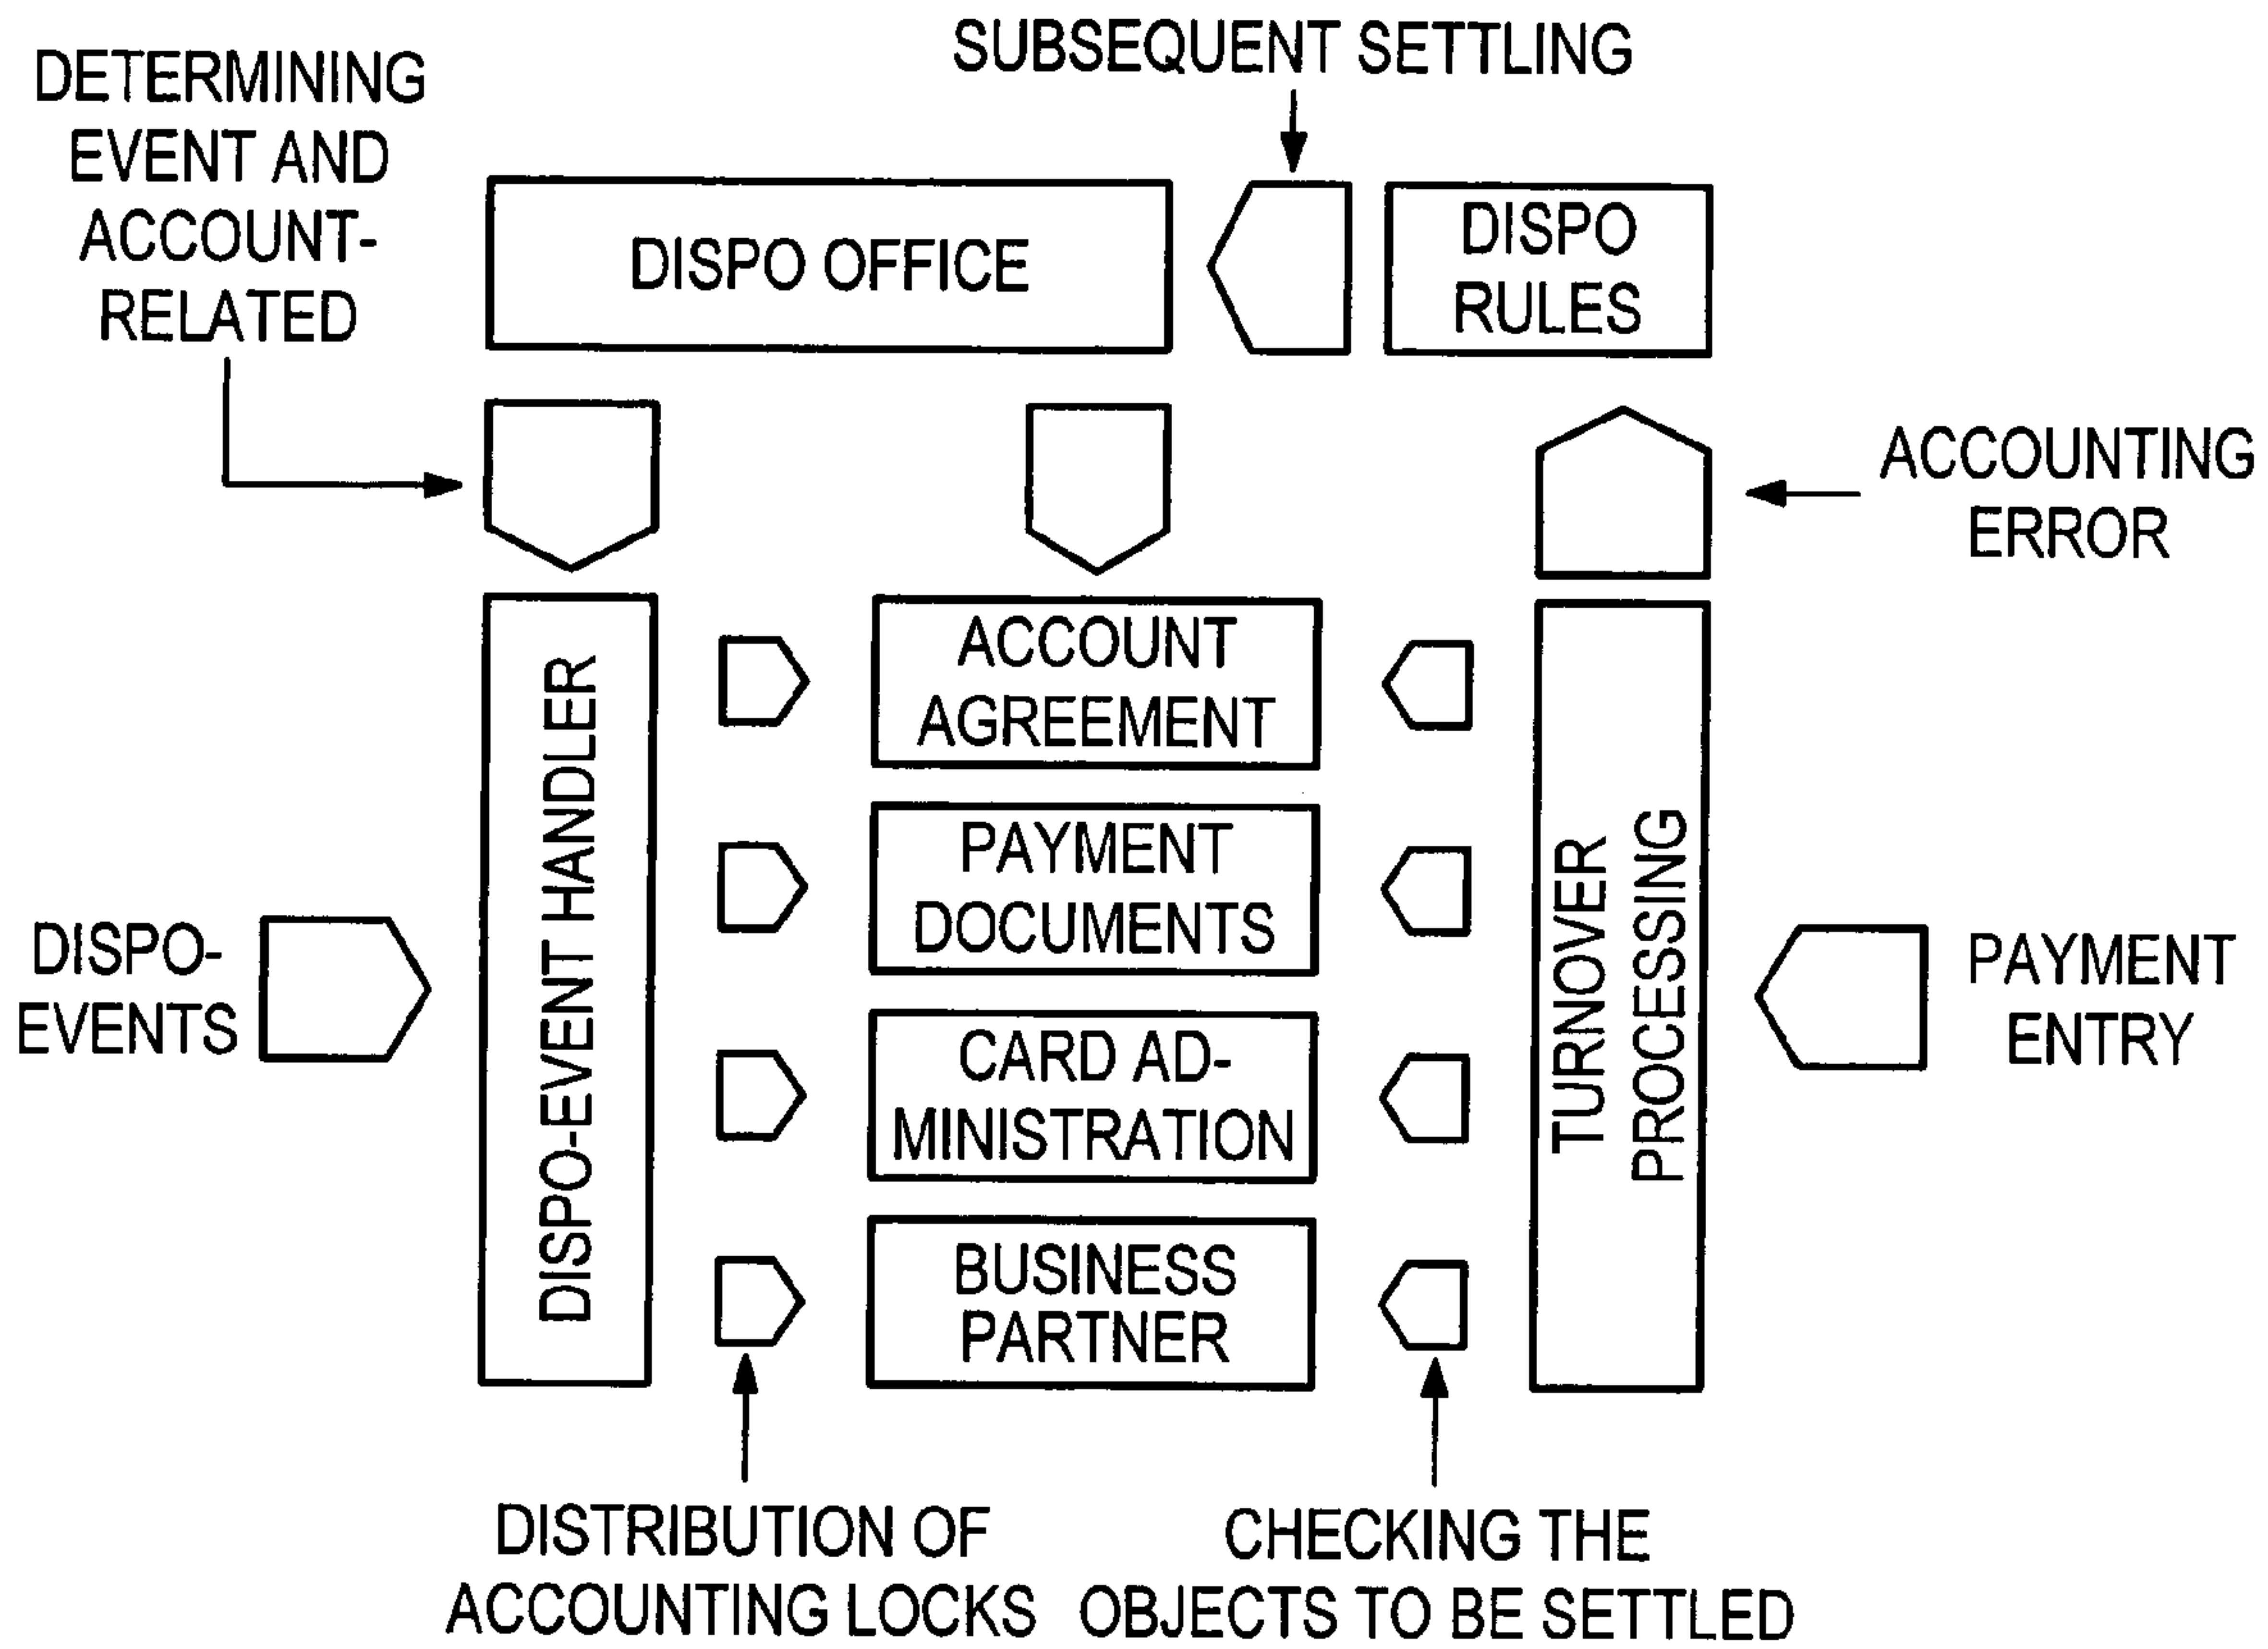 SUBSEQUENT SETTLING
DETERMINING
EVENT AND
ACCOUNT-
RELATED
DISPO OFFICE
DISPO
RULES
ACCOUNTING
ERROR
DISPO-EVENT HANDLER
ACCOUNT
AGREEMENT
PAYMENT
DOCUMENTS
CARD AD-
MINISTRATION
BUSINESS
PARTNER
TURNOVER
PROCESSING
DISPO-
EVENTS
PAYMENT
ENTRY
DISTRIBUTION OF
ACCOUNTING LOCKS
CHECKING THE
OBJECTS TO BE SETTLED